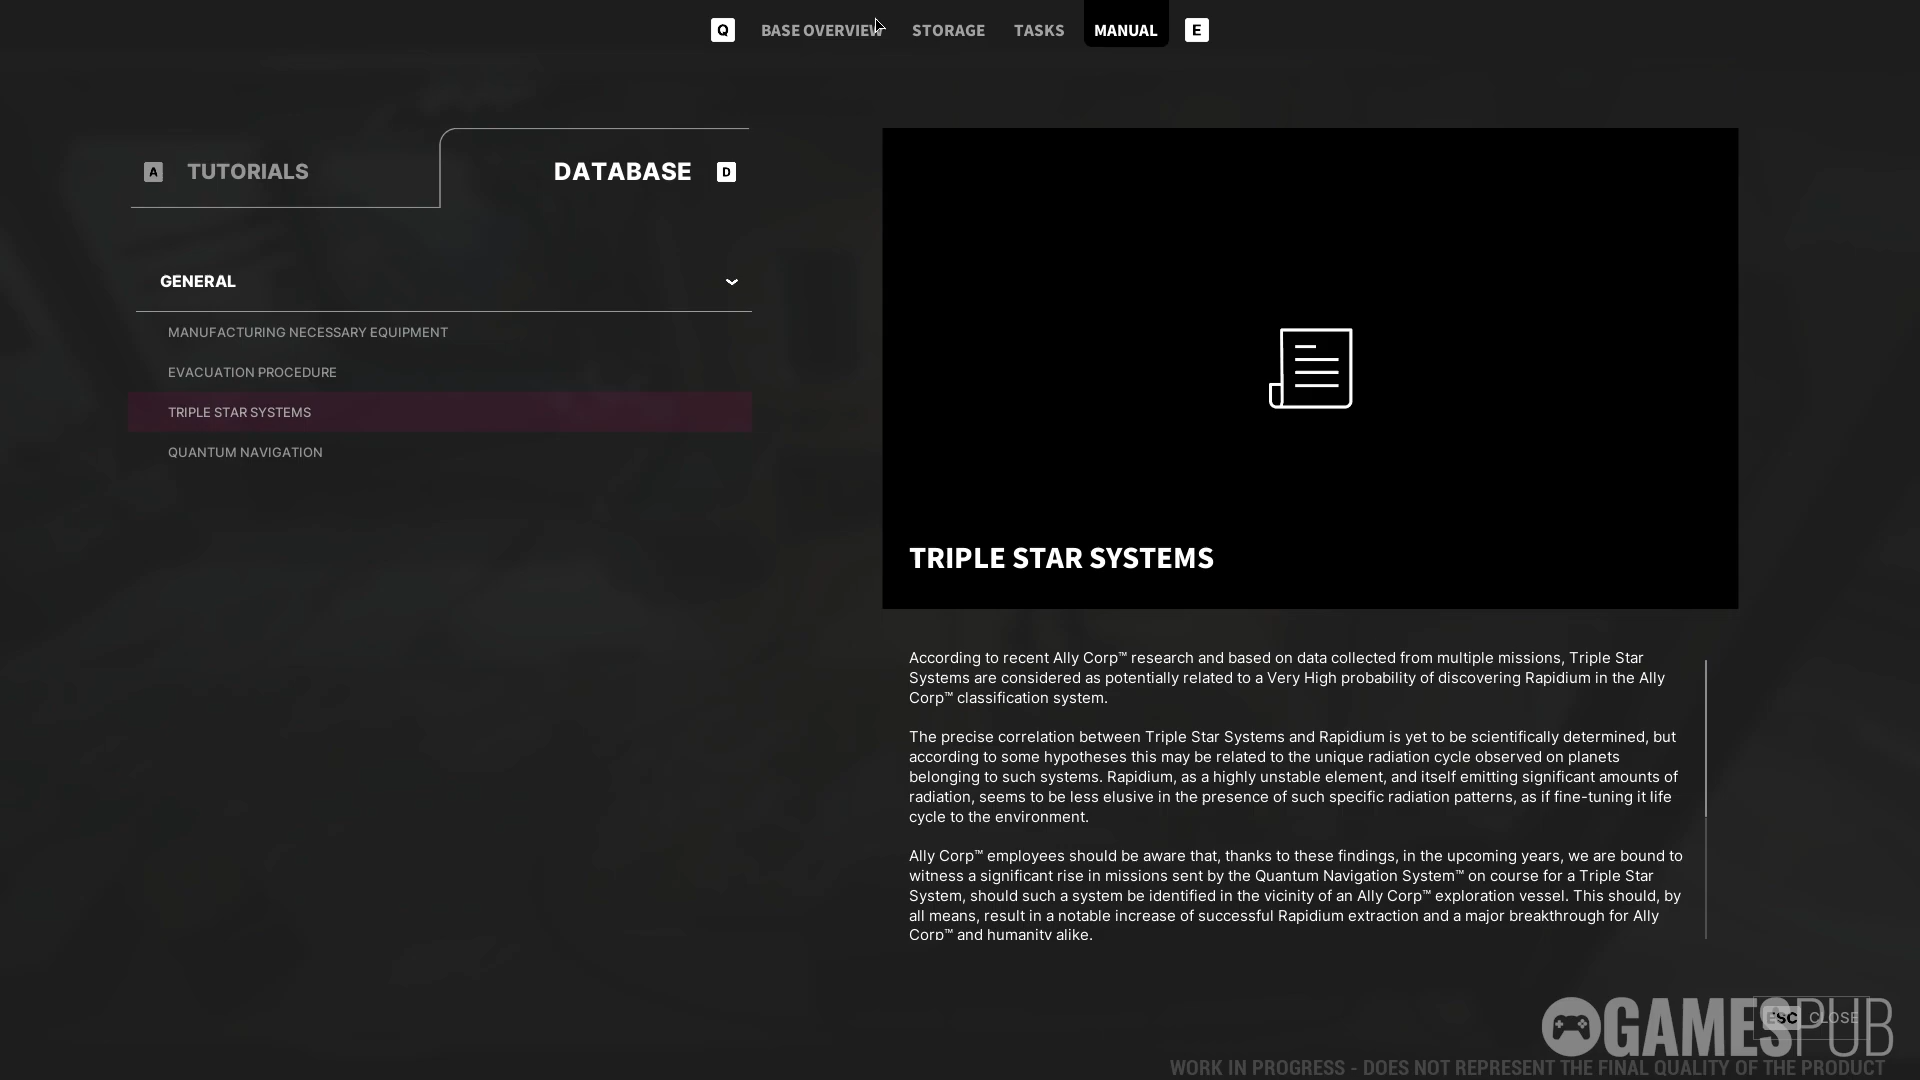 Q BASE OVERVIEW STORAGE TASKS MANUAL E
A TUTORIALS DATABASE D
GENERAL
MANUFACTURING NECESSARY EQUIPMENT
EVACUATION PROCEDURE
TRIPLE STAR SYSTEMS
QUANTUM NAVIGATION
TRIPLE STAR SYSTEMS
According to recent Ally Corp™ research and based on data collected from multiple missions, Triple Star
Systems are considered as potentially related to a Very High probability of discovering Rapidium in the Ally
Corp™ classification system.
The precise correlation between Triple Star Systems and Rapidium is yet to be scientifically determined, but
according to some hypotheses this may be related to the unique radiation cycle observed on planets
belonging to such systems. Rapidium, as a highly unstable element, and itself emitting significant amounts of
radiation, seems to be less elusive in the presence of such specific radiation patterns, as if fine-tuning it life
cycle to the environment.
Ally Corp™ employees should be aware that, thanks to these findings, in the upcoming years, we are bound to
witness a significant rise in missions sent by the Quantum Navigation System™ on course for a Triple Star
System, should such a system be identified in the vicinity of an Ally Corp™ exploration vessel. This should, by
all means, result in a notable increase of successful Rapidium extraction and a major breakthrough for Ally
Corp™ and humanity alike.
ESC CLOSE
GAMESPUB
WORK IN PROGRESS - DOES NOT REPRESENT THE FINAL QUALITY OF THE PRODUCT